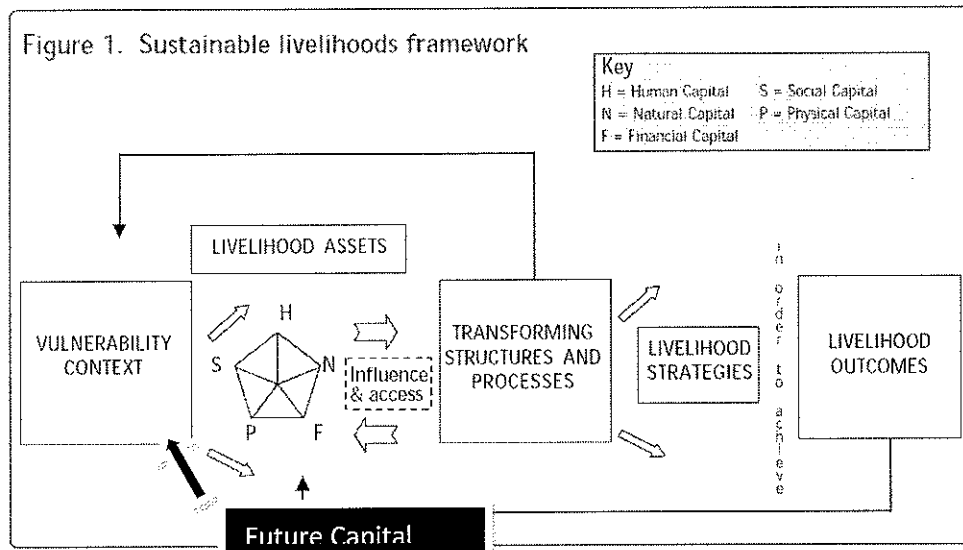 Figure 1. Sustainable livelihoods framework
Key
H = Human Capital S = Social Capital
N = Natural Capital P = Physical Capital
F = Financial Capital
LIVELIHOOD ASSETS
VULNERABILITY
CONTEXT
H
S
N
P
F
Influence
& access
TRANSFORMING
STRUCTURES AND
PROCESSES
LIVELIHOOD
STRATEGIES
In order to achieve
LIVELIHOOD
OUTCOMES
Future Capital